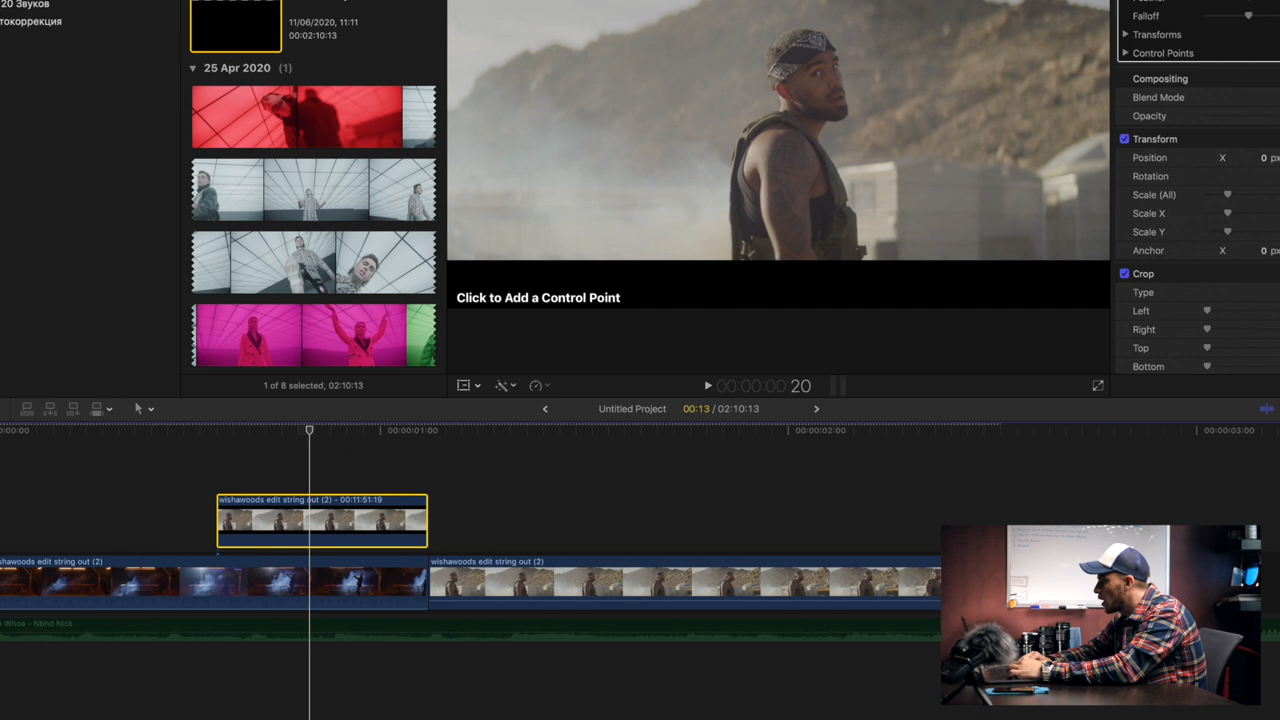 20 Звуков
токоррекция
11/06/2020, 11:11
00:02:10:13
25 Apr 2020 (1)
1 of 8 selected, 02:10:13
Click to Add a Control Point
00:00:00:20
Falloff
Transforms
Control Points
Compositing
Blend Mode
Opacity
Transform
Position X 0 px
Rotation
Scale (All)
Scale X
Scale Y
Anchor X 0 px
Crop
Type
Left
Right
Top
Bottom
Untitled Project 00:13 / 02:10:13
0:00:00 00:00:01:00 00:00:02:00 00:00:03:00
wishawoods edit string out (2) - 00:11:51:19
shawoods edit string out (2) wishawoods edit string out (2)
Whoa - Nbhd Nick